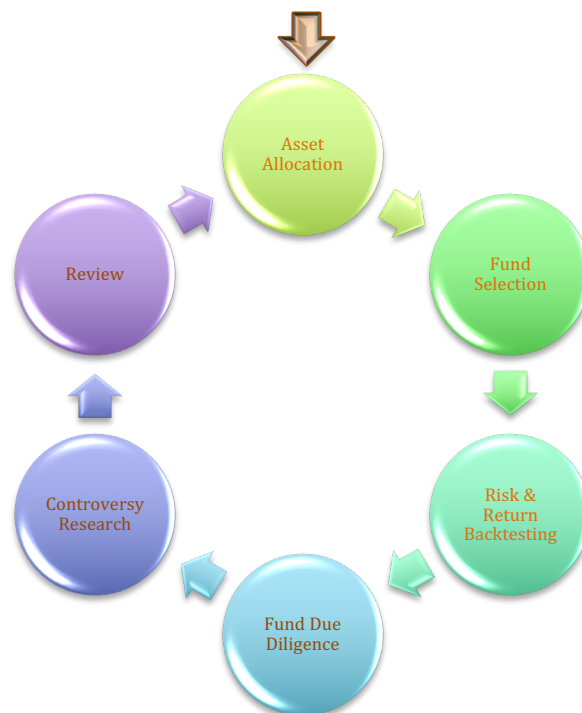 Asset
Allocation
Fund
Selection
Risk &
Return
Backtesting
Fund Due
Diligence
Controversy
Research
Review